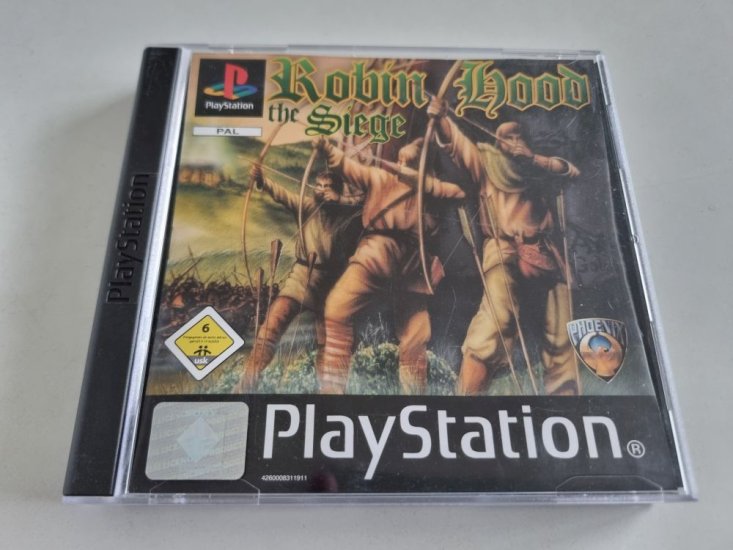 PlayStation
PlayStation
PAL
Robin Hood
the Siege
6
usk
PHOENIX
PlayStation®
4260008311911